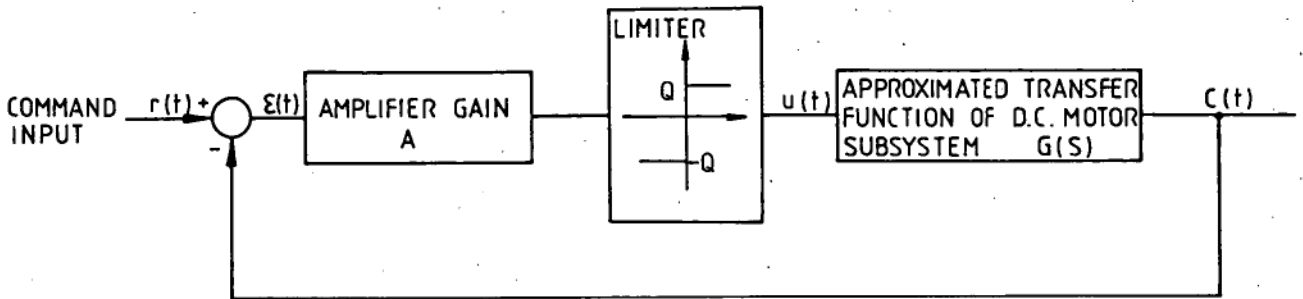 LIMITER
Q
-Q
COMMAND
INPUT
r(t) +
-
Ɛ(t)
AMPLIFIER GAIN
A
u(t)
APPROXIMATED TRANSFER
FUNCTION OF D.C. MOTOR
SUBSYSTEM G(S)
C(t)